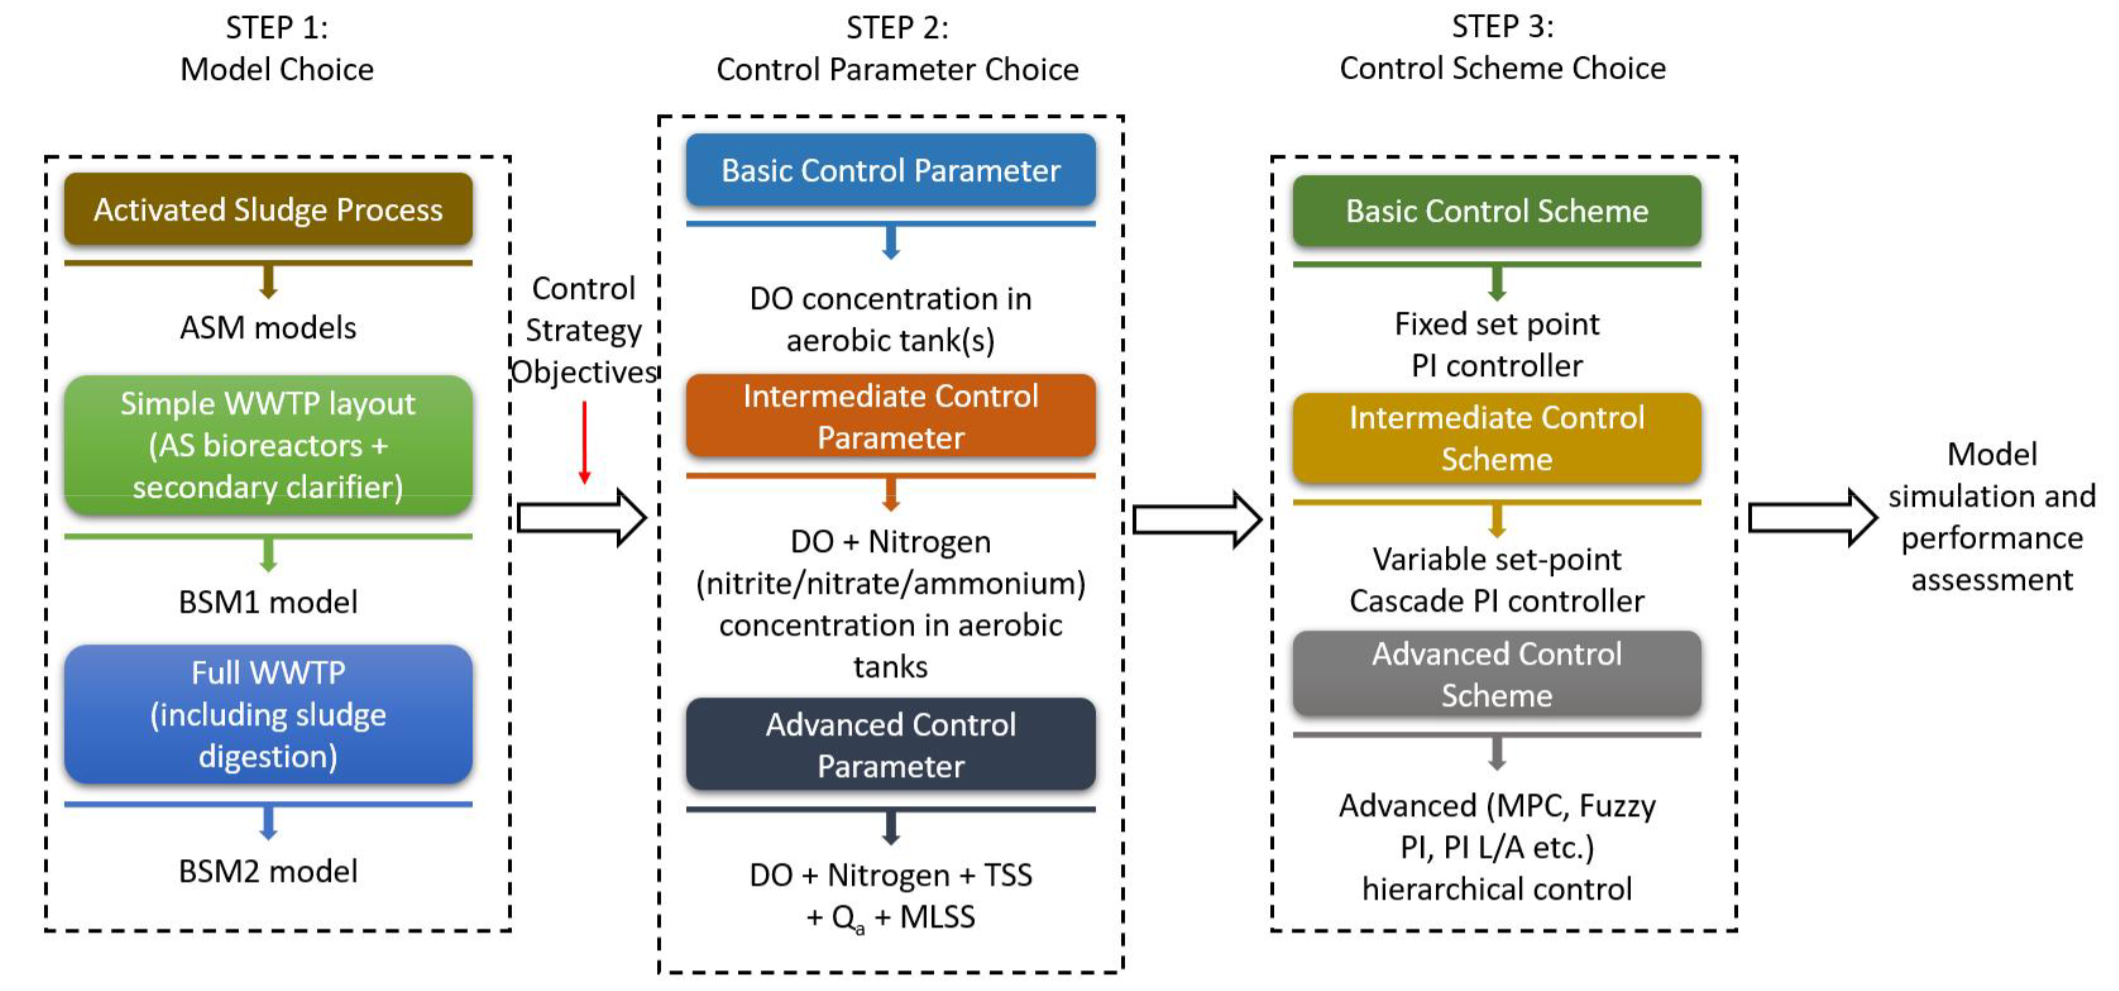 STEP 1:
Model Choice
Activated Sludge Process
ASM models
Simple WWTP layout
(AS bioreactors +
secondary clarifier)
BSM1 model
Full WWTP
(including sludge
digestion)
BSM2 model
Control
Strategy
Objectives
STEP 2:
Control Parameter Choice
Basic Control Parameter
DO concentration in
aerobic tank(s)
Intermediate Control
Parameter
DO + Nitrogen
(nitrite/nitrate/ammonium)
concentration in aerobic
tanks
Advanced Control
Parameter
DO + Nitrogen + TSS
+ Qₐ + MLSS
STEP 3:
Control Scheme Choice
Basic Control Scheme
Fixed set point
PI controller
Intermediate Control
Scheme
Variable set-point
Cascade PI controller
Advanced Control
Scheme
Advanced (MPC, Fuzzy
PI, PI L/A etc.)
hierarchical control
Model
simulation and
performance
assessment